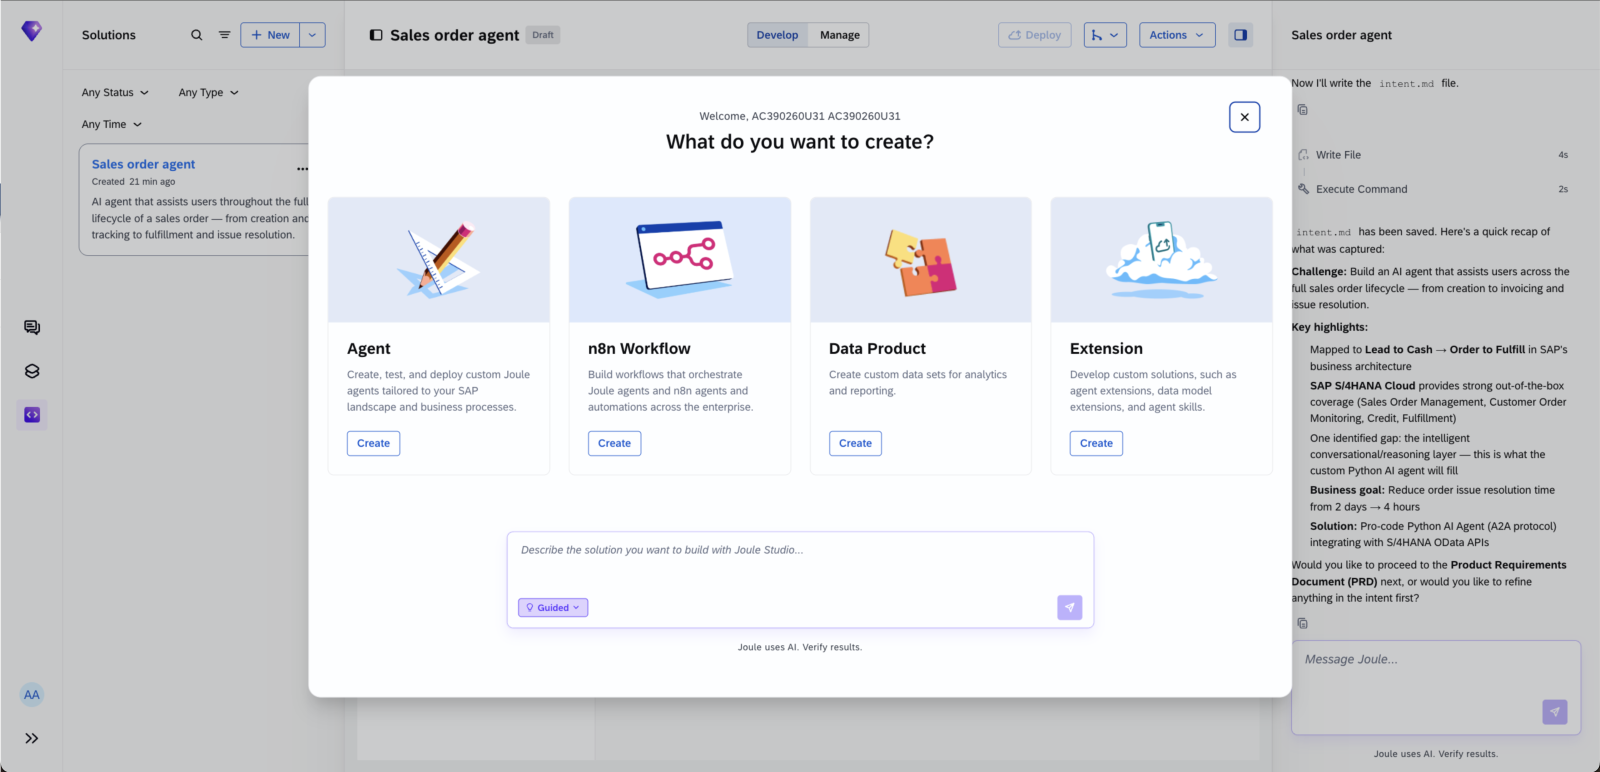 Solutions
New
Sales order agent
Draft
Develop
Manage
Deploy
Actions
Sales order agent
Any Status
Any Type
Any Time
Sales order agent
Created 21 min ago
AI agent that assists users throughout the full
lifecycle of a sales order — from creation and
tracking to fulfillment and issue resolution.
AA
Welcome, AC390260U31 AC390260U31
What do you want to create?
Agent
Create, test, and deploy custom Joule
agents tailored to your SAP
landscape and business processes.
Create
n8n Workflow
Build workflows that orchestrate
Joule agents and n8n agents and
automations across the enterprise.
Create
Data Product
Create custom data sets for analytics
and reporting.
Create
Extension
Develop custom solutions, such as
agent extensions, data model
extensions, and agent skills.
Create
Describe the solution you want to build with Joule Studio...
Guided
Joule uses AI. Verify results.
Now I'll write the intent.md file.
Write File 4s
Execute Command 2s
intent.md has been saved. Here's a quick recap of
what was captured:
Challenge: Build an AI agent that assists users across the
full sales order lifecycle — from creation to invoicing and
issue resolution.
Key highlights:
Mapped to Lead to Cash → Order to Fulfill in SAP's
business architecture
SAP S/4HANA Cloud provides strong out-of-the-box
coverage (Sales Order Management, Customer Order
Monitoring, Credit, Fulfillment)
One identified gap: the intelligent
conversational/reasoning layer — this is what the
custom Python AI agent will fill
Business goal: Reduce order issue resolution time
from 2 days → 4 hours
Solution: Pro-code Python AI Agent (A2A protocol)
integrating with S/4HANA OData APIs
Would you like to proceed to the Product Requirements
Document (PRD) next, or would you like to refine
anything in the intent first?
Message Joule...
Joule uses AI. Verify results.